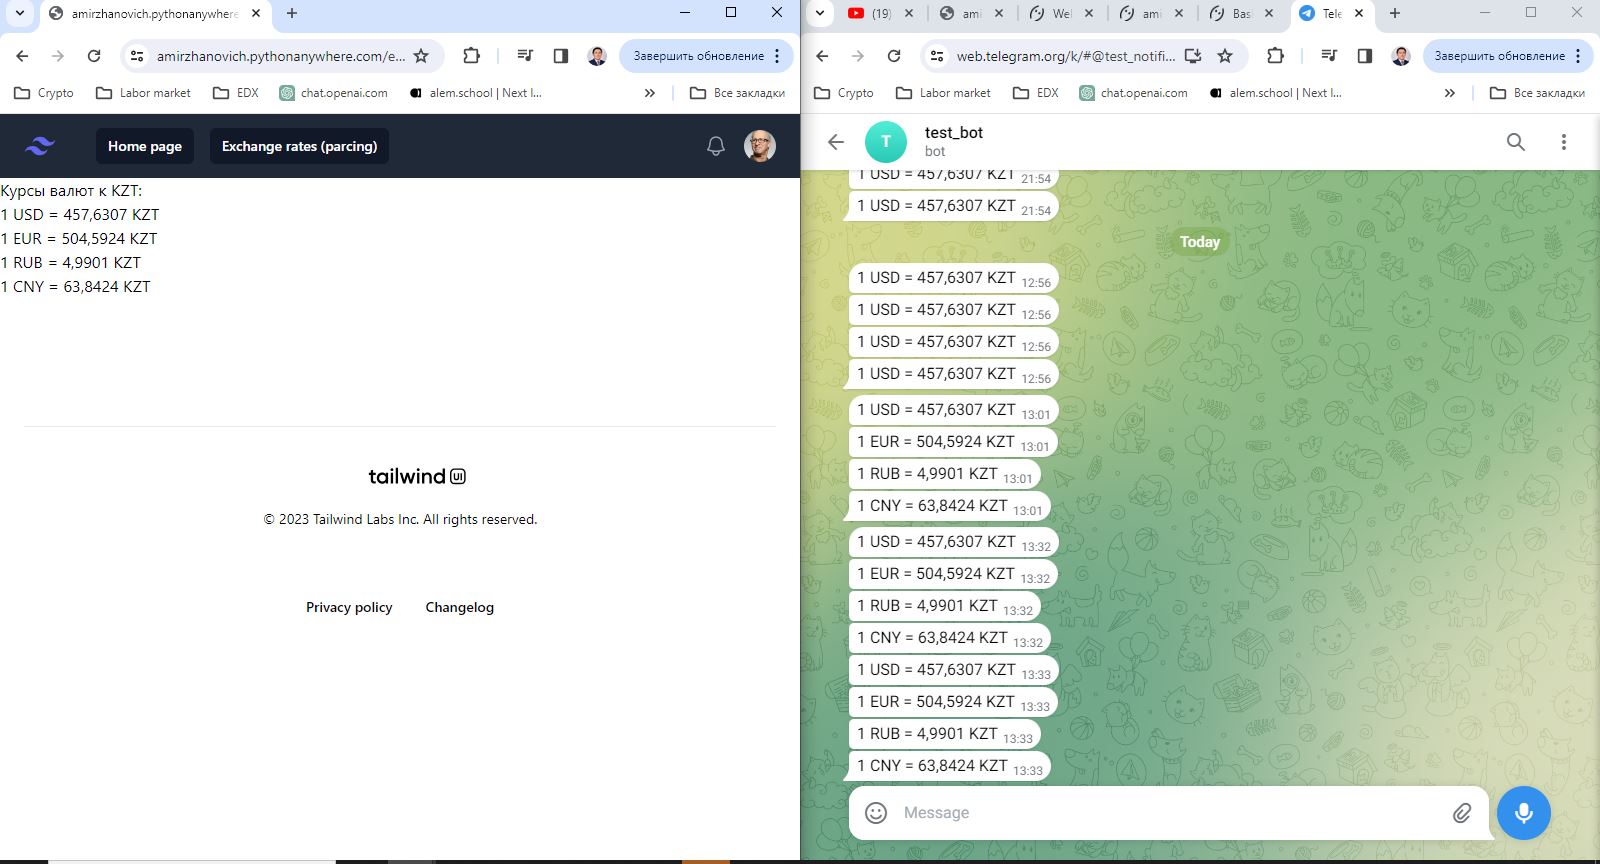 amirzhanovich.pythonanywhere
amirzhanovich.pythonanywhere.com/e...
Завершить обновление
Crypto
Labor market
EDX
chat.openai.com
alem.school | Next l...
Все закладки
Home page
Exchange rates (parcing)
Курсы валют к KZT:
1 USD = 457,6307 KZT
1 EUR = 504,5924 KZT
1 RUB = 4,9901 KZT
1 CNY = 63,8424 KZT
tailwind UI
© 2023 Tailwind Labs Inc. All rights reserved.
Privacy policy
Changelog
(19)
ami
Wel
ami
Bas
Tele
web.telegram.org/k/#@test_notifi...
Завершить обновление
Crypto
Labor market
EDX
chat.openai.com
alem.school | Next l...
Все закладки
T
test_bot
bot
1 USD = 457,6307 KZT 21:54
1 USD = 457,6307 KZT 21:54
Today
1 USD = 457,6307 KZT 12:56
1 USD = 457,6307 KZT 12:56
1 USD = 457,6307 KZT 12:56
1 USD = 457,6307 KZT 12:56
1 USD = 457,6307 KZT 13:01
1 EUR = 504,5924 KZT 13:01
1 RUB = 4,9901 KZT 13:01
1 CNY = 63,8424 KZT 13:01
1 USD = 457,6307 KZT 13:32
1 EUR = 504,5924 KZT 13:32
1 RUB = 4,9901 KZT 13:32
1 CNY = 63,8424 KZT 13:32
1 USD = 457,6307 KZT 13:33
1 EUR = 504,5924 KZT 13:33
1 RUB = 4,9901 KZT 13:33
1 CNY = 63,8424 KZT 13:33
Message